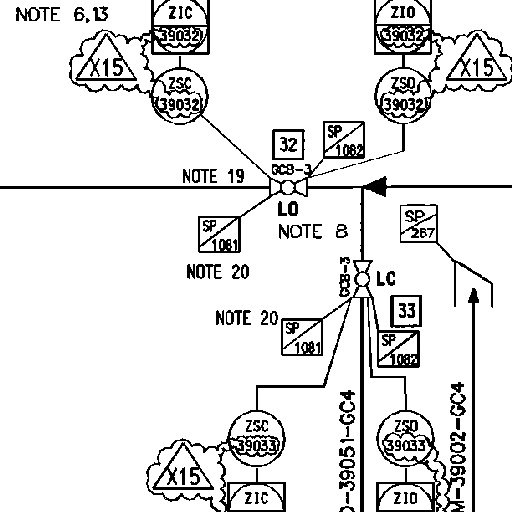 NOTE 6,13
ZIC
39032
ZIO
39032
X15
ZSC
39032
ZSO
39032
X15
32
SP
1082
GCB-3
NOTE 19
LO
SP
1081
NOTE 8
SP
267
NOTE 20
GCB-3
LC
33
NOTE 20
SP
1081
SP
1082
ZSC
39033
ZSO
39033
X15
ZIC
ZIO
-39051-GC4
M-39002-GC4